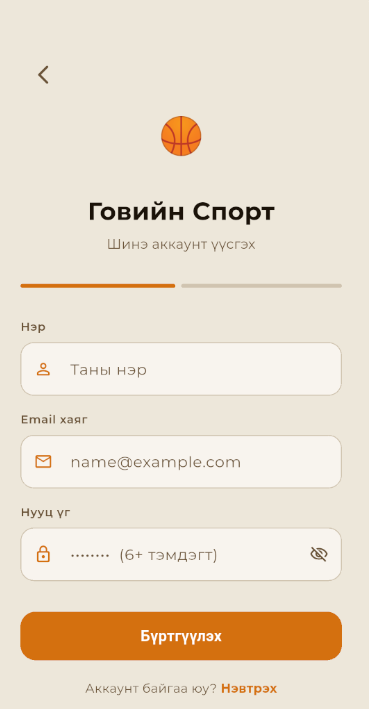 Говийн Спорт
Шинэ аккаунт үүсгэх
Нэр
Таны нэр
Email хаяг
name@example.com
Нууц үг
•••••••• (6+ тэмдэгт)
Бүртгүүлэх
Аккаунт байгаа юу? Нэвтрэх